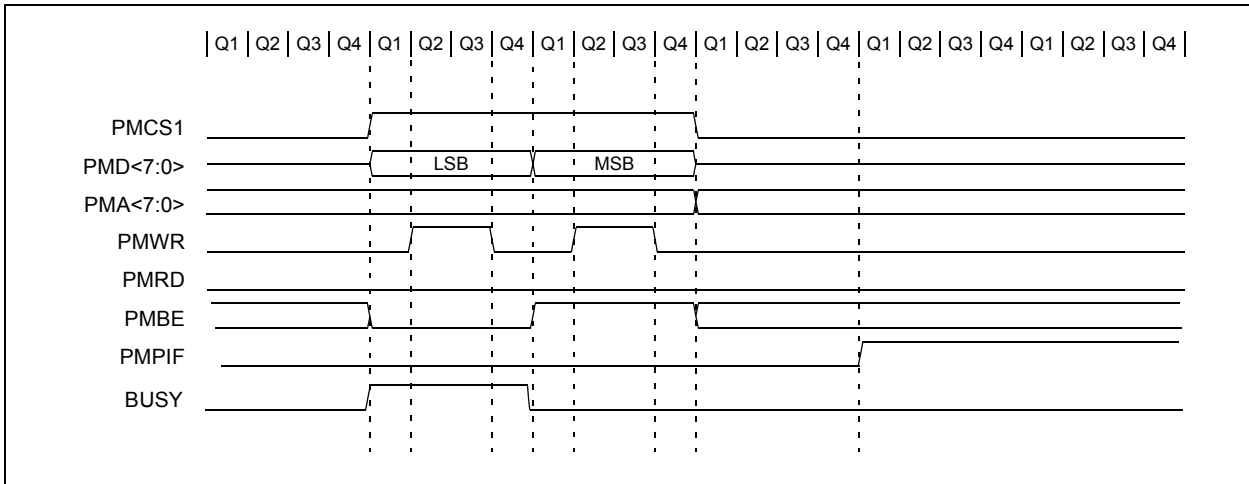 Q1 Q2 Q3 Q4 Q1 Q2 Q3 Q4 Q1 Q2 Q3 Q4 Q1 Q2 Q3 Q4 Q1 Q2 Q3 Q4 Q1 Q2 Q3 Q4
PMCS1
PMD<7:0> LSB MSB
PMA<7:0>
PMWR
PMRD
PMBE
PMPIF
BUSY